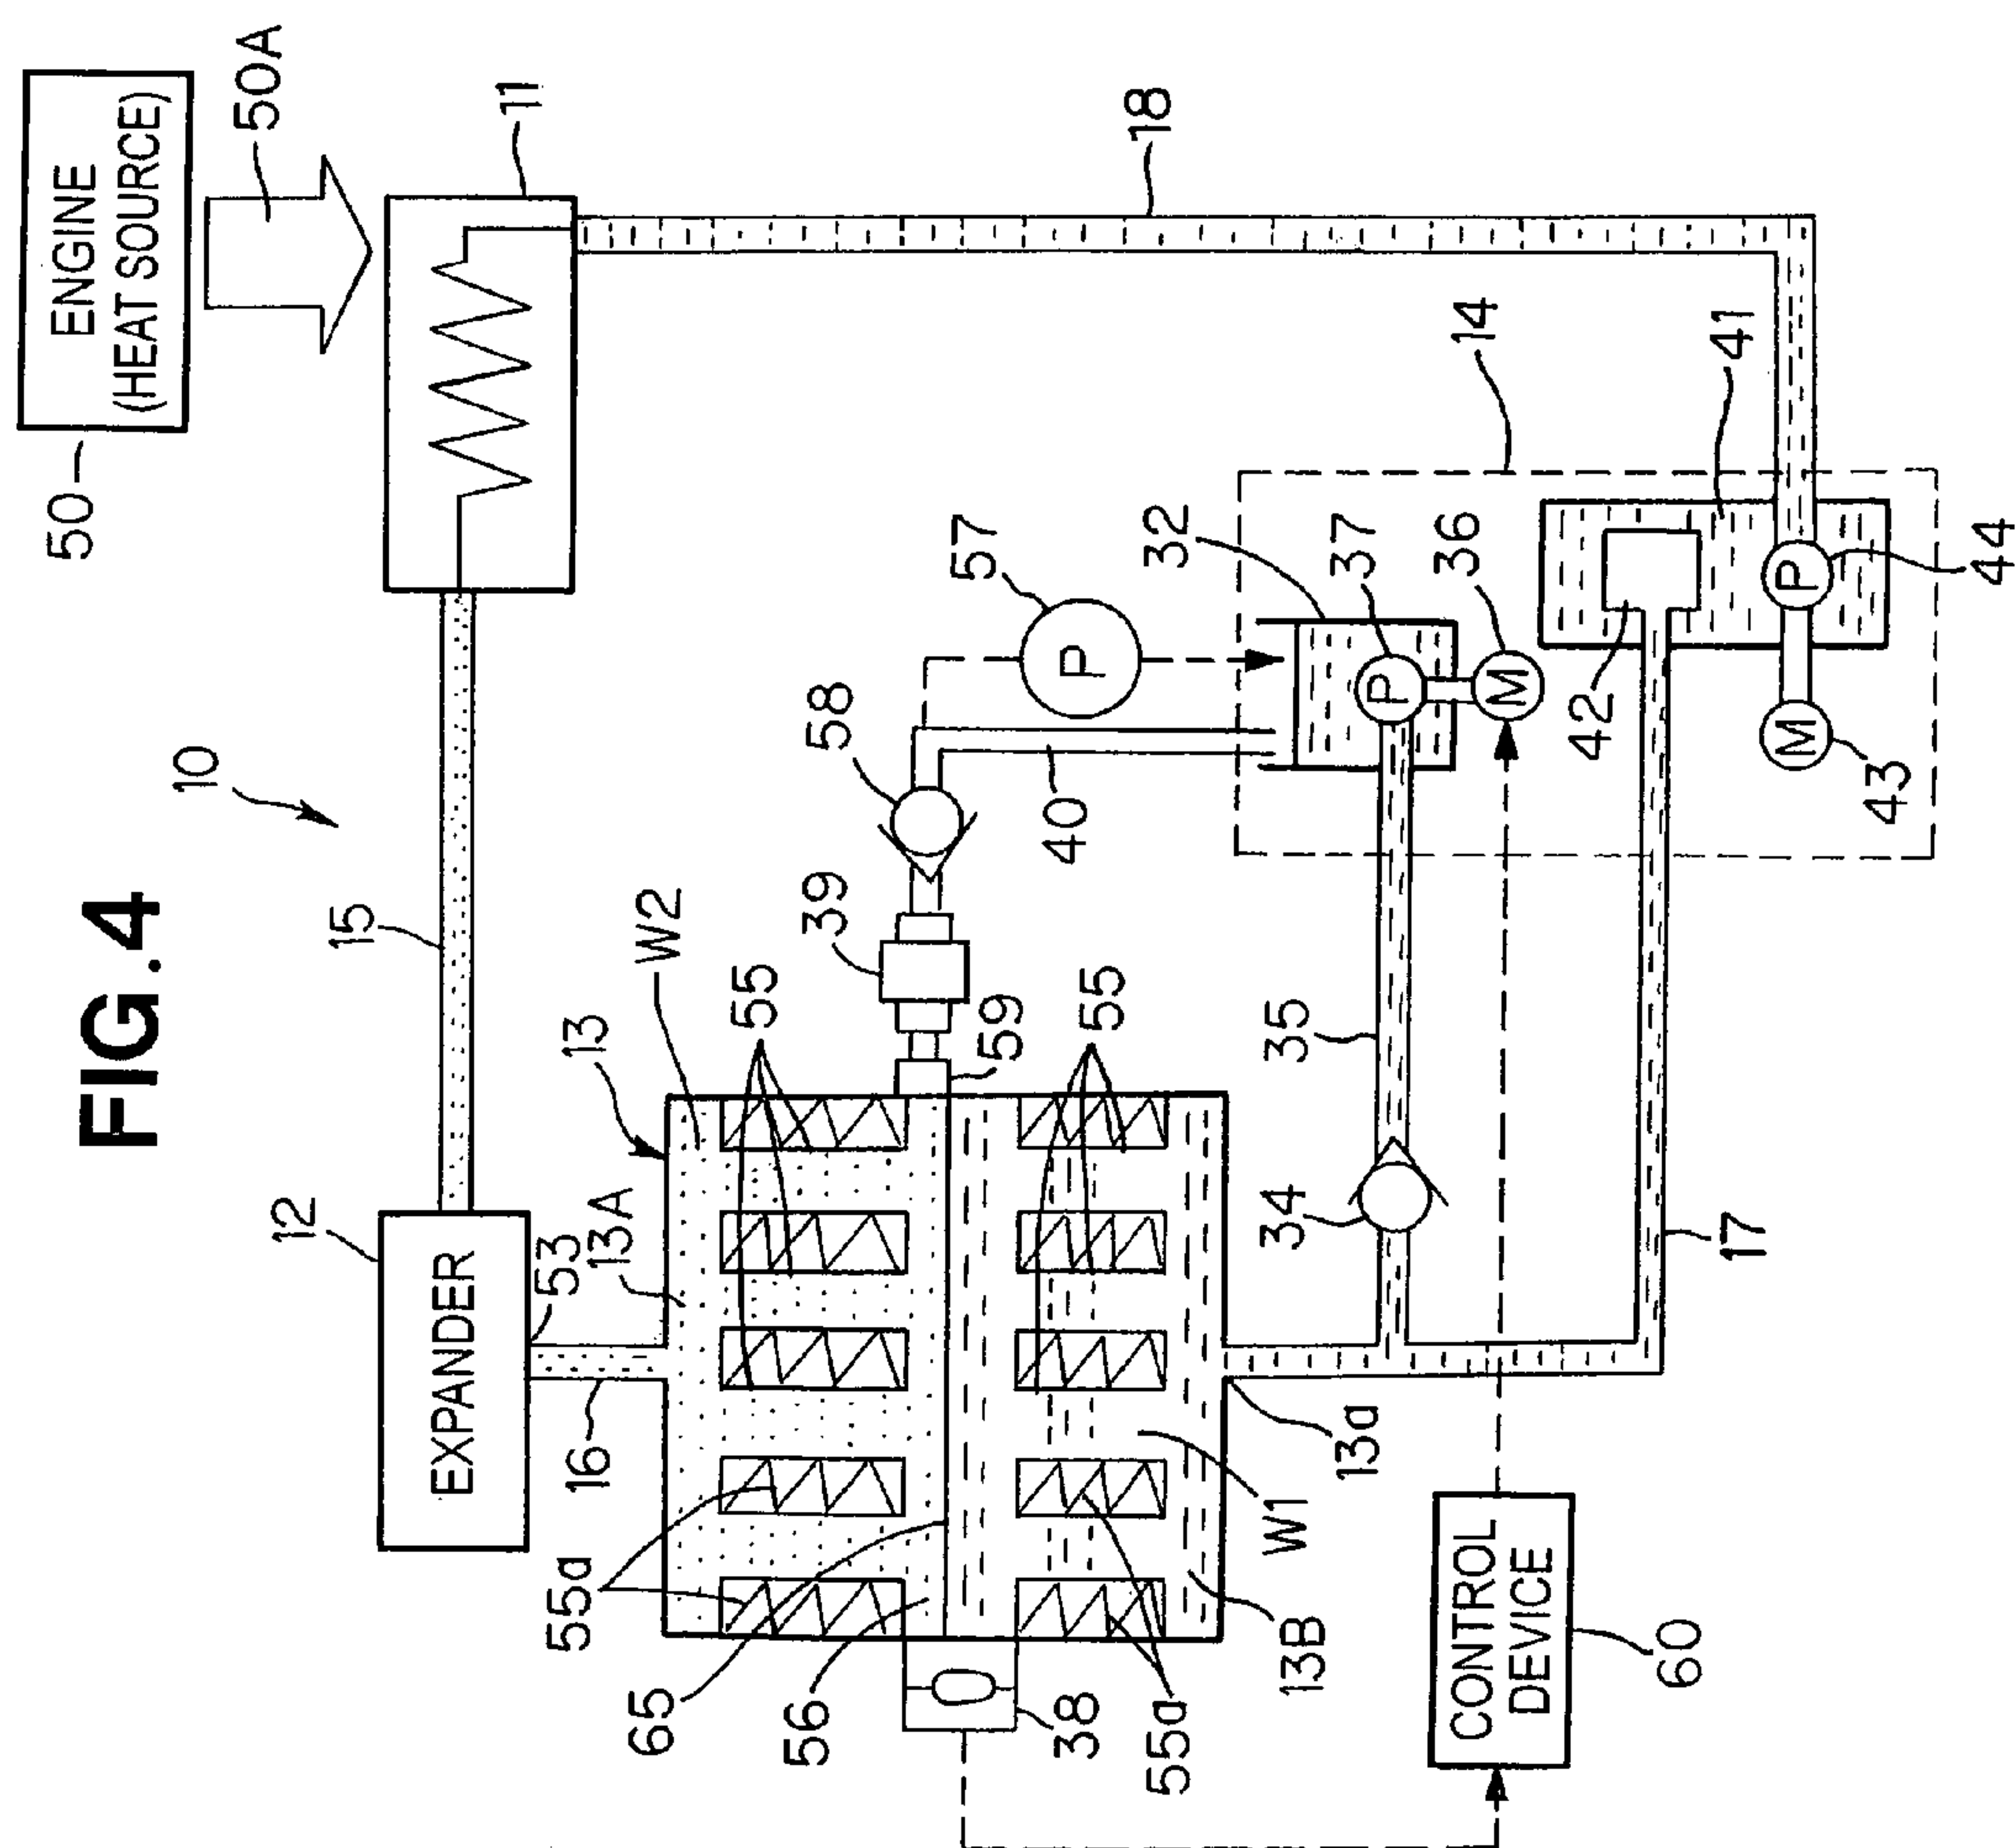 FIG.4
10
ENGINE
(HEAT SOURCE)
50
50A
11
18
15
12
EXPANDER
53
16
13
13A
W2
55
55
55a
55a
65
56
38
59
39
58
57
P
40
32
37
P
36
M
14
41
42
44
P
43
M
35
34
17
13a
W1
13B
CONTROL
DEVICE
60